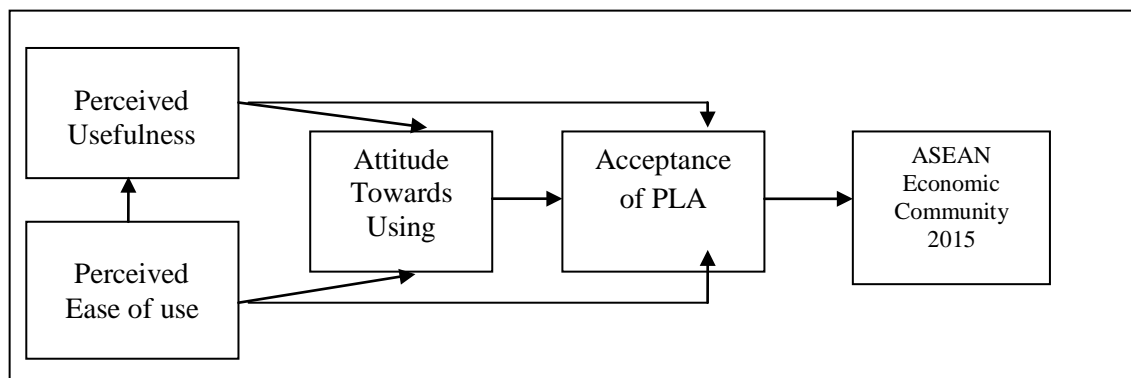 Perceived
Usefulness
Perceived
Ease of use
Attitude
Towards
Using
Acceptance
of PLA
ASEAN
Economic
Community
2015